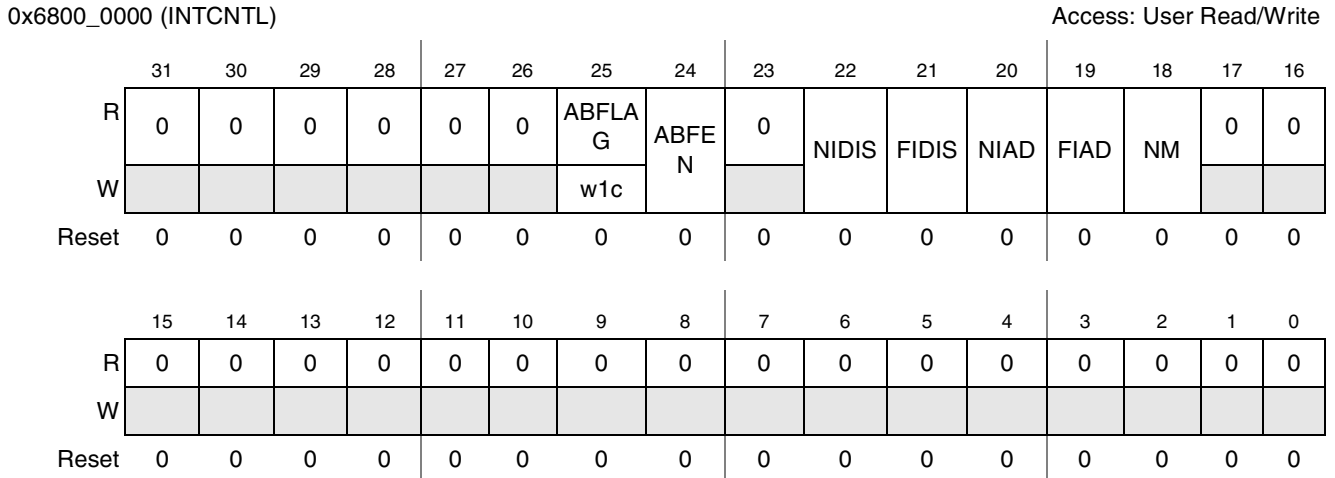 0x6800_0000 (INTCNTL) Access: User Read/Write
31 30 29 28 27 26 25 24 23 22 21 20 19 18 17 16
R 0 0 0 0 0 0 ABFLA
G ABFE
N 0 NIDIS FIDIS NIAD FIAD NM 0 0
W w1c
Reset 0 0 0 0 0 0 0 0 0 0 0 0 0 0 0 0
15 14 13 12 11 10 9 8 7 6 5 4 3 2 1 0
R 0 0 0 0 0 0 0 0 0 0 0 0 0 0 0 0
W
Reset 0 0 0 0 0 0 0 0 0 0 0 0 0 0 0 0